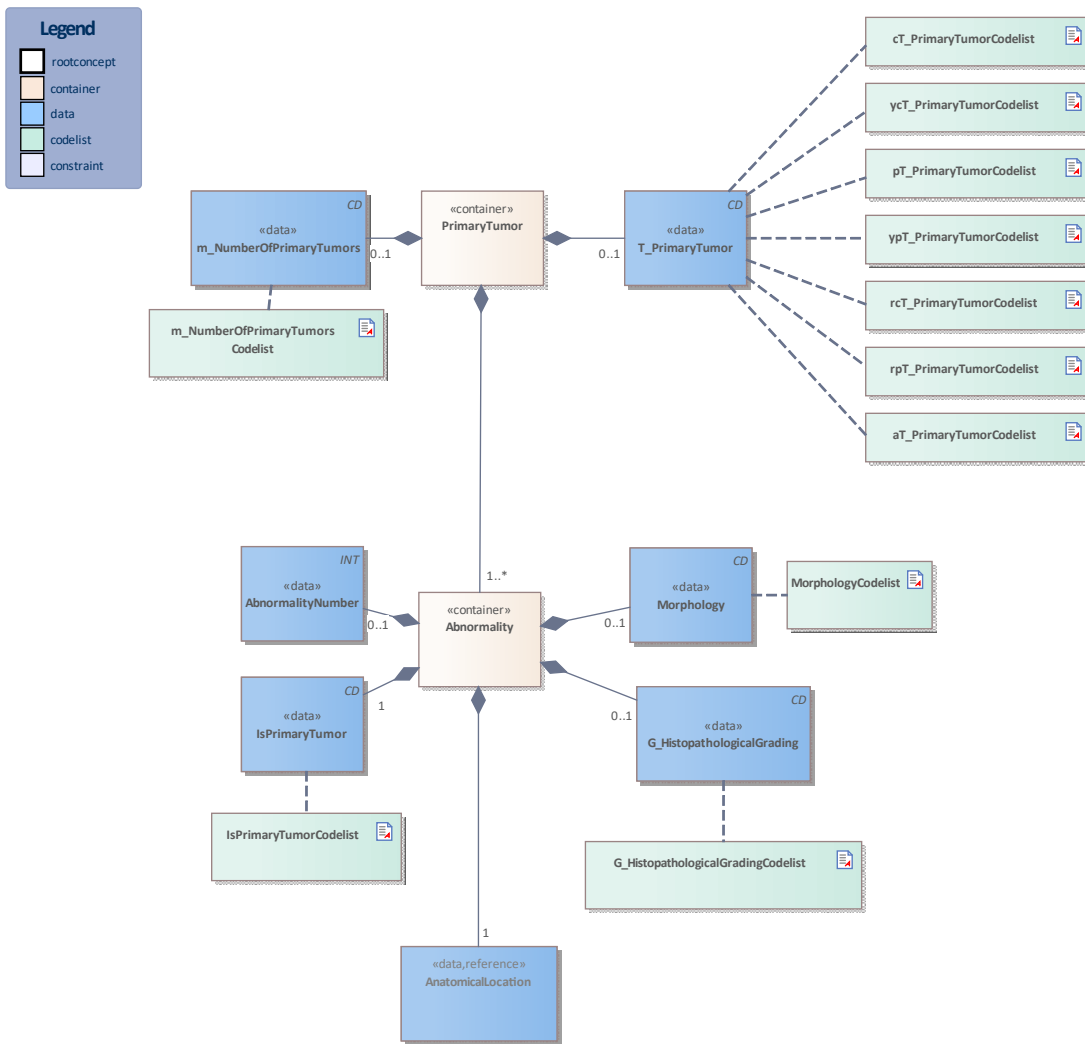 Legend
rootconcept
container
data
codelist
constraint
cT_PrimaryTumorCodelist
ycT_PrimaryTumorCodelist
pT_PrimaryTumorCodelist
ypT_PrimaryTumorCodelist
rcT_PrimaryTumorCodelist
rpT_PrimaryTumorCodelist
aT_PrimaryTumorCodelist
CD
«data»
m_NumberOfPrimaryTumors
0..1
«container»
PrimaryTumor
0..1
CD
«data»
T_PrimaryTumor
m_NumberOfPrimaryTumors
Codelist
1..*
INT
«data»
AbnormalityNumber
0..1
«container»
Abnormality
CD
«data»
Morphology
0..1
MorphologyCodelist
CD
«data»
IsPrimaryTumor
1
CD
«data»
G_HistopathologicalGrading
0..1
IsPrimaryTumorCodelist
G_HistopathologicalGradingCodelist
1
«data,reference»
AnatomicalLocation